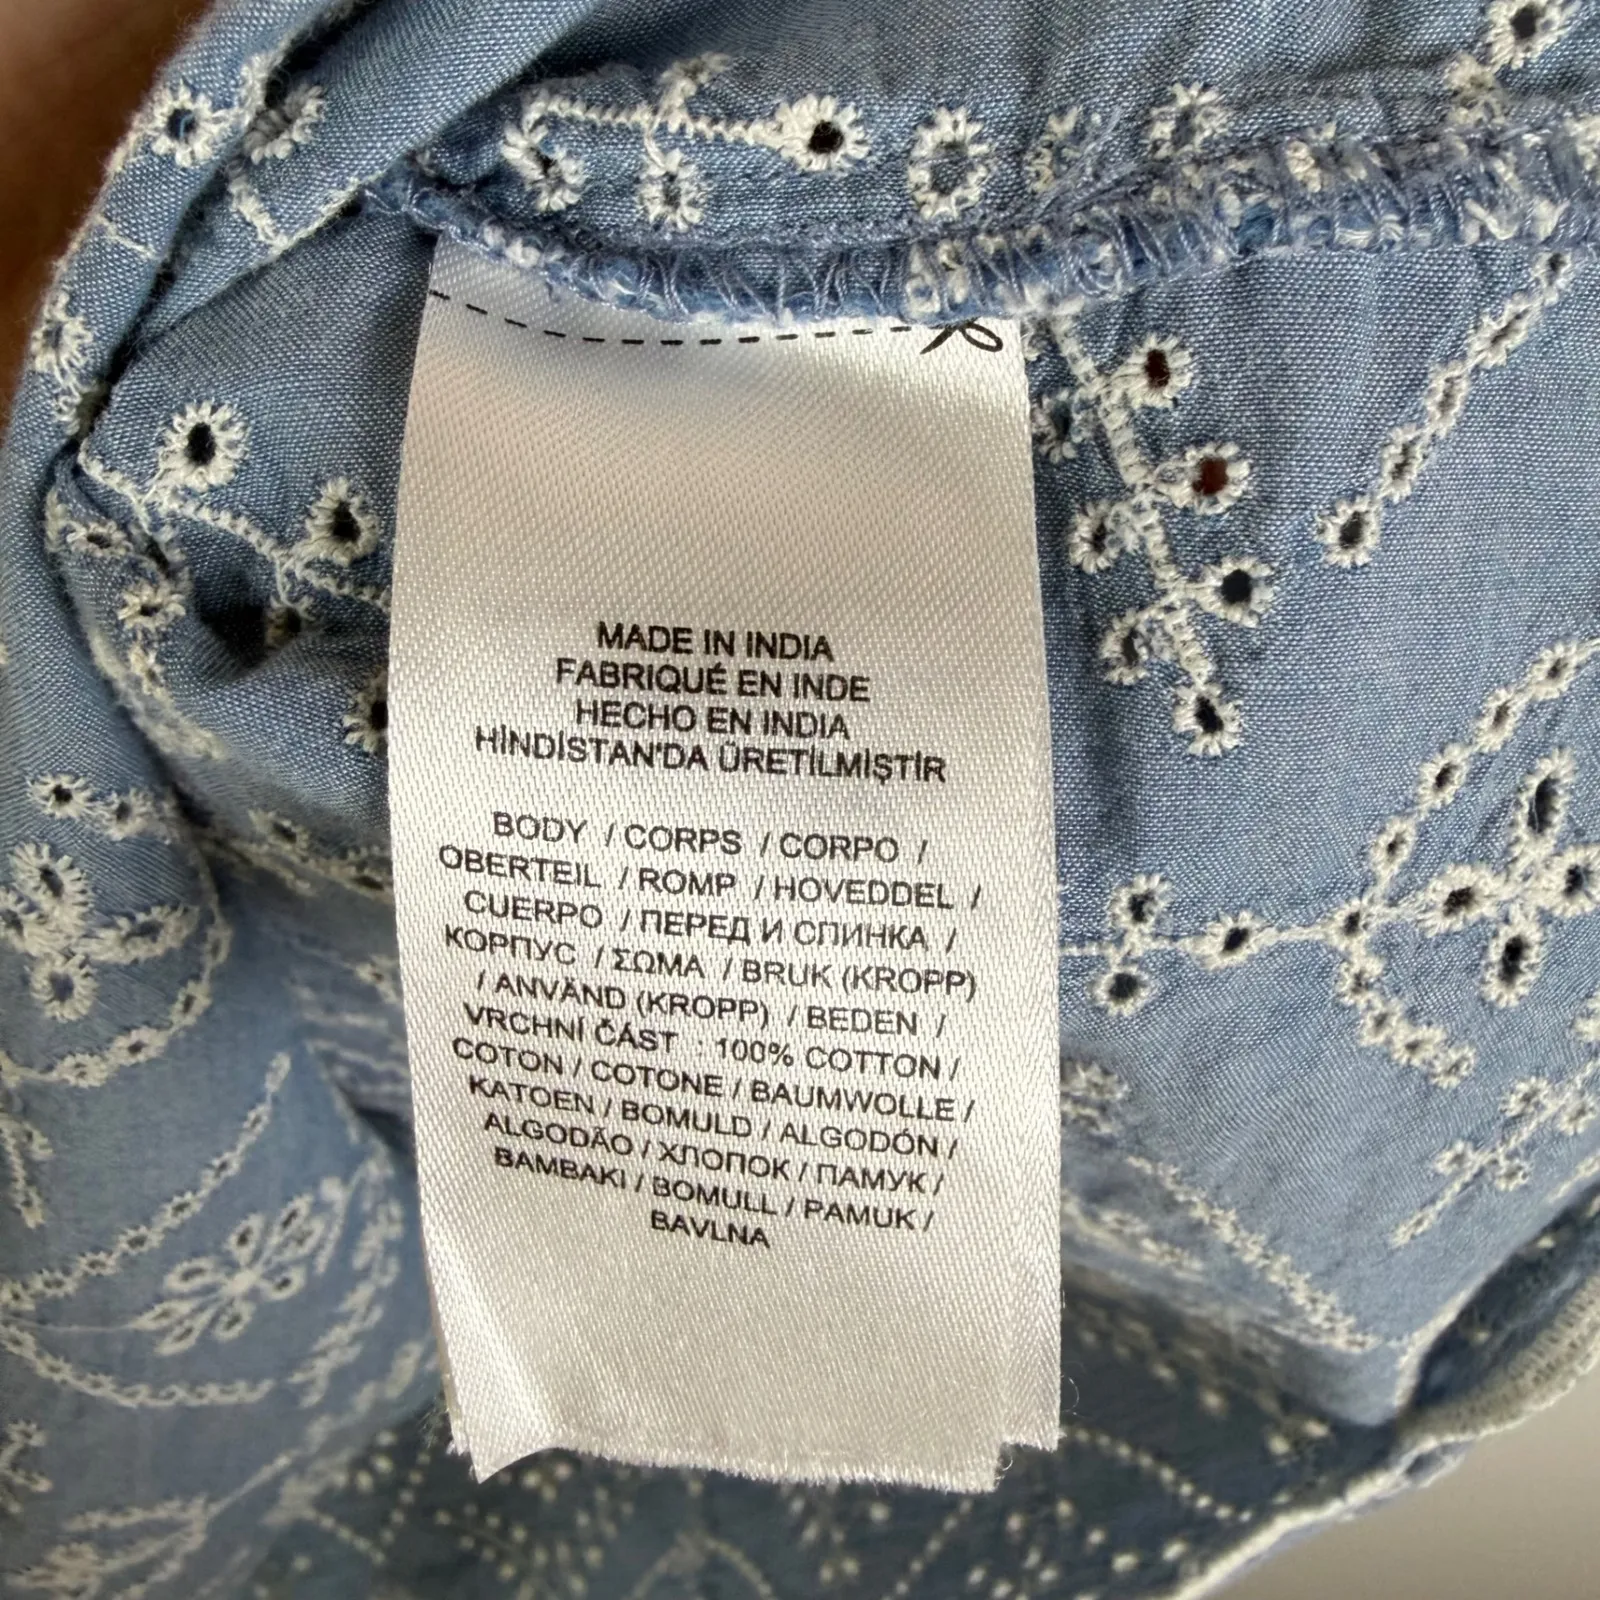 MADE IN INDIA
FABRIQUÉ EN INDE
HECHO EN INDIA
HİNDİSTAN'DA ÜRETİLMİŞTİR
BODY / CORPS / CORPO /
OBERTEIL / ROMP / HOVEDDEL /
CUERPO / ПЕРЕД И СПИНКА /
КОРПУС / ΣΩΜΑ / BRUK (KROPP)
/ ANVÄND (KROPP) / BEDEN /
VRCHNÍ ČÁST : 100% COTTON /
COTON / COTONE / BAUMWOLLE /
KATOEN / BOMULD / ALGODÓN /
ALGODÃO / ХЛОПОК / ПАМУК /
ΒΑΜΒΑΚΙ / BOMULL / PAMUK /
BAVLNA